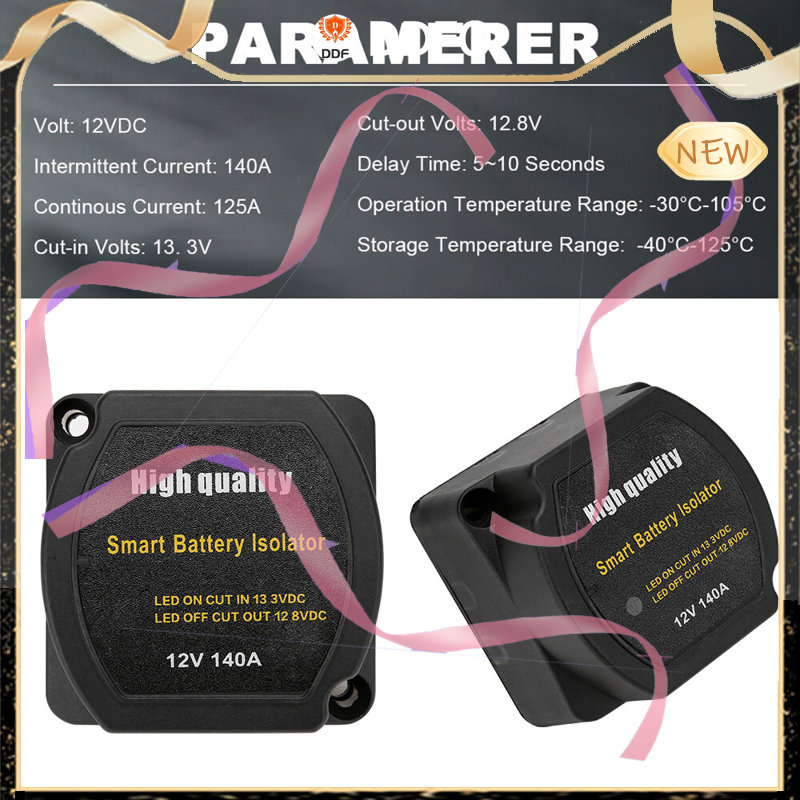 PARAMERER
DDF
Volt: 12VDC
Intermittent Current: 140A
Continous Current: 125A
Cut-in Volts: 13. 3V
Cut-out Volts: 12.8V
Delay Time: 5~10 Seconds
Operation Temperature Range: -30°C-105°C
Storage Temperature Range: -40°C-125°C
NEW
High quality
Smart Battery Isolator
LED ON CUT IN 13 3VDC
LED OFF CUT OUT 12 8VDC
12V 140A
High quality
Smart Battery Isolator
LED ON CUT IN 13 3VDC
LED OFF CUT OUT 12 8VDC
12V 140A